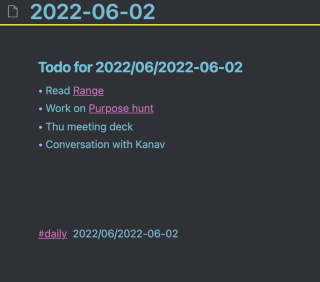 2022-06-02
Todo for 2022/06/2022-06-02
• Read Range
• Work on Purpose hunt
• Thu meeting deck
• Conversation with Kanav
#daily 2022/06/2022-06-02